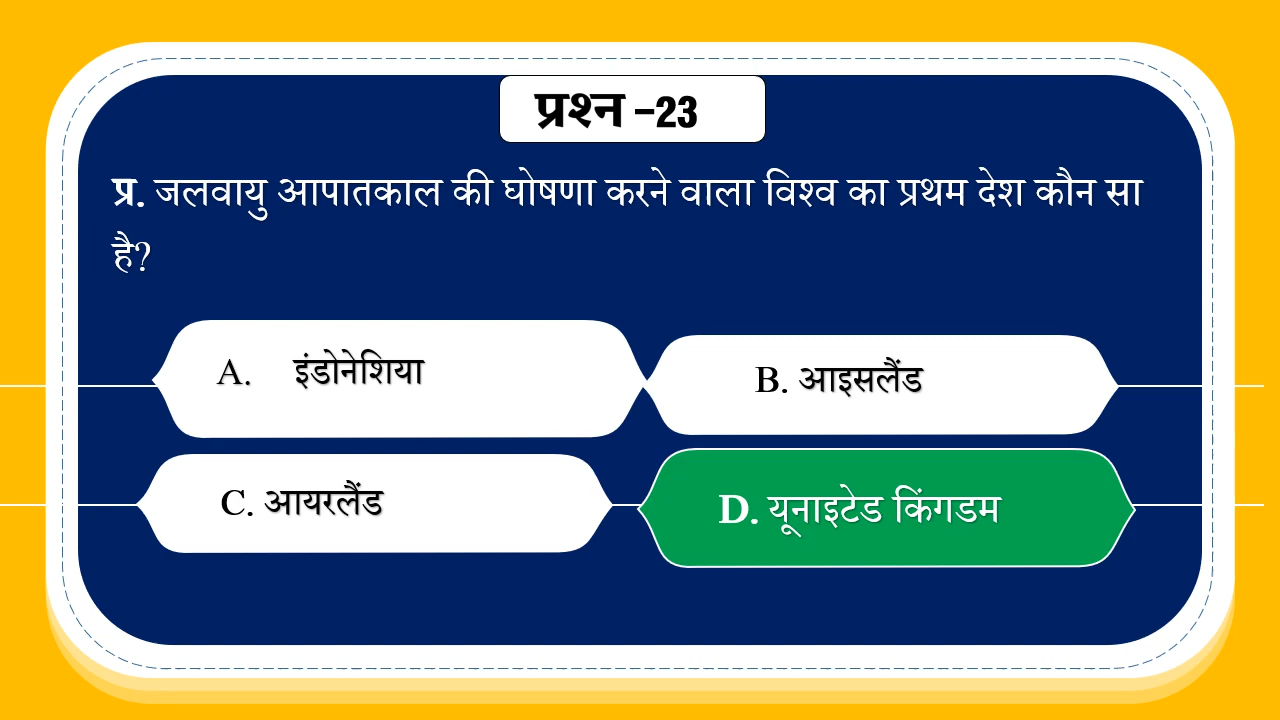 प्रश्न –23
प्र. जलवायु आपातकाल की घोषणा करने वाला विश्व का प्रथम देश कौन सा
है?
A. इंडोनेशिया
B. आइसलैंड
C. आयरलैंड
D. यूनाइटेड किंगडम